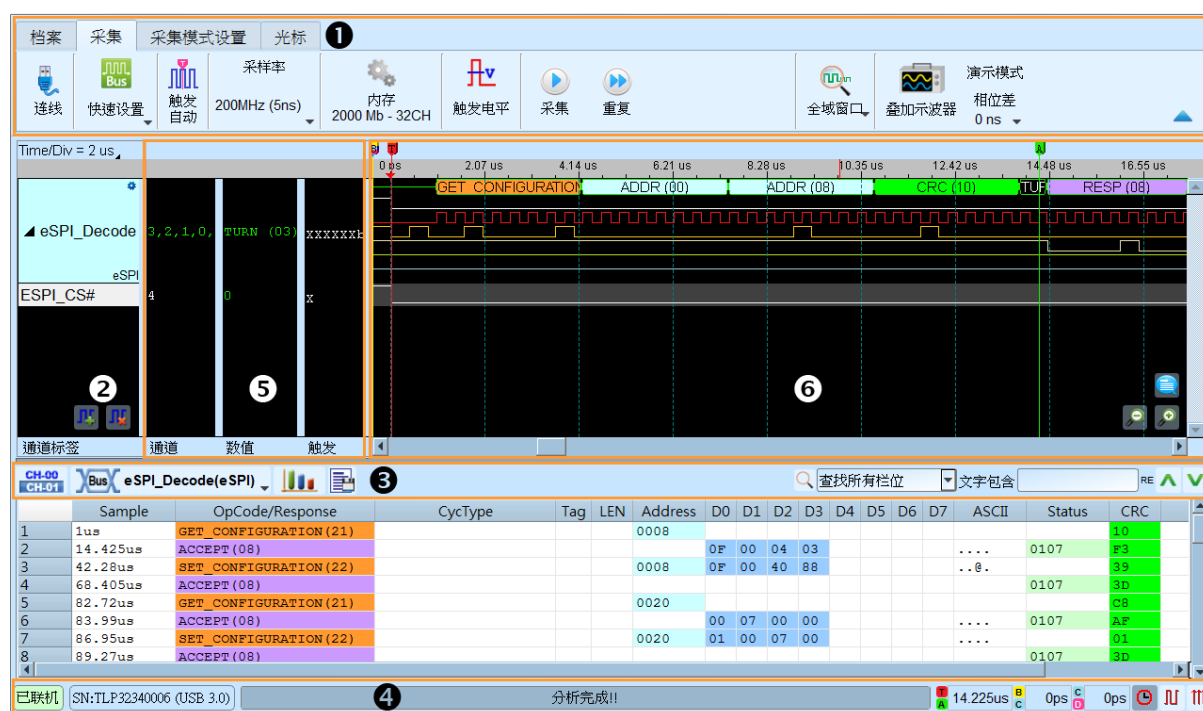 档案 采集 采集模式设置 光标 ❶
连线
Bus
快速设置
触发
自动
采样率
200MHz (5ns)
内存
2000 Mb - 32CH
触发电平
采集
重复
全域窗口
叠加示波器
演示模式
相位差
0 ns
Time/Div = 2 us
0 ps 2.07 us 4.14 us 6.21 us 8.28 us 10.35 us 12.42 us 14.48 us 16.55 us
T A
GET_CONFIGURATION ADDR (00) ADDR (08) CRC (10) TUR RESP (08)
eSPI_Decode 3,2,1,0, TURN (03) xxxxxxb
eSPI
ESPI_CS# 4 0 x
❷ ❺ ❻
通道标签 通道 数值 触发
CH-00
CH-01
Bus eSPI_Decode(eSPI) ❸ 查找所有栏位 文字包含 RE
Sample OpCode/Response CycType Tag LEN Address D0 D1 D2 D3 D4 D5 D6 D7 ASCII Status CRC
1 1us GET_CONFIGURATION(21) 0008 10
2 14.425us ACCEPT(08) 0F 00 04 03 .... 0107 F3
3 42.28us SET_CONFIGURATION(22) 0008 0F 00 40 88 ..@. 39
4 68.405us ACCEPT(08) 0107 3D
5 82.72us GET_CONFIGURATION(21) 0020 C8
6 83.99us ACCEPT(08) 00 07 00 00 .... 0107 AF
7 86.95us SET_CONFIGURATION(22) 0020 01 00 07 00 .... 01
8 89.27us ACCEPT(08) 0107 3D
已联机 SN:TLP32340006 (USB 3.0) ❹ 分析完成!! T A 14.225us B C 0ps C D 0ps